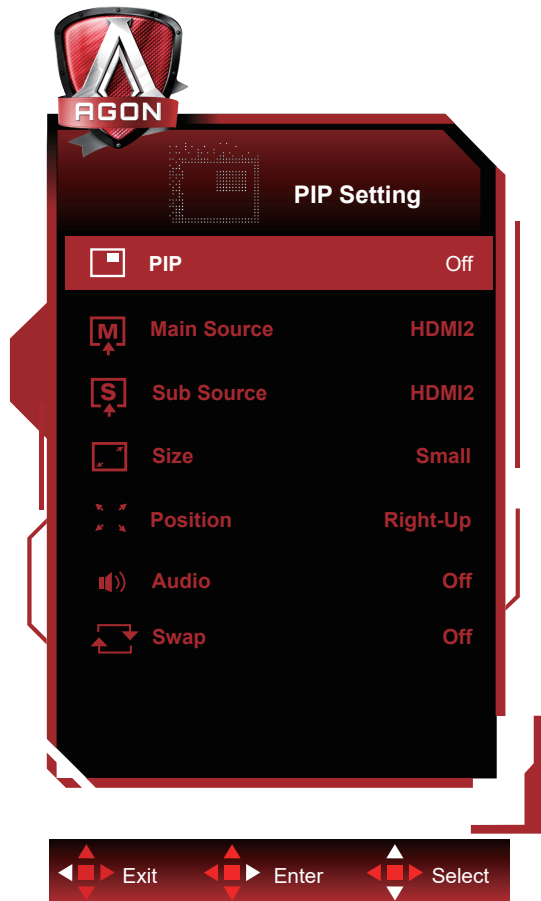 AGON
PIP Setting
PIP Off
M Main Source HDMI2
S Sub Source HDMI2
Size Small
Position Right-Up
Audio Off
Swap Off
Exit Enter Select